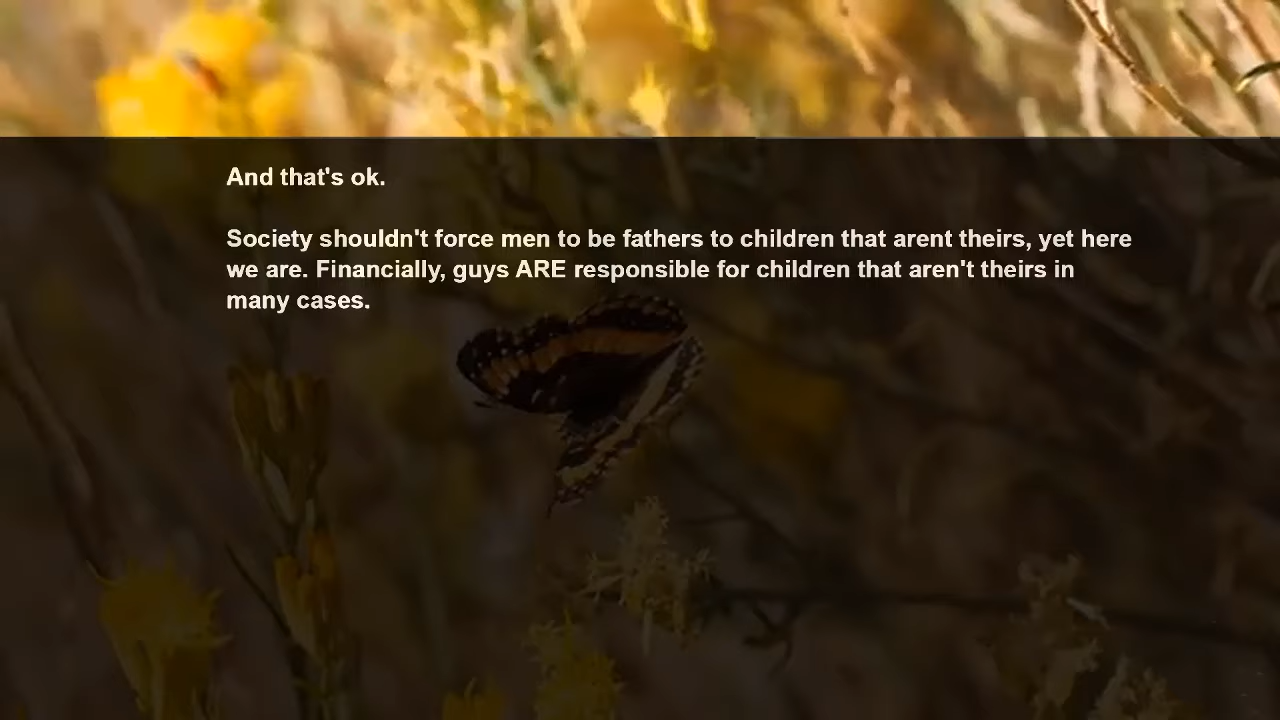 And that's ok.
Society shouldn't force men to be fathers to children that arent theirs, yet here
we are. Financially, guys ARE responsible for children that aren't theirs in
many cases.